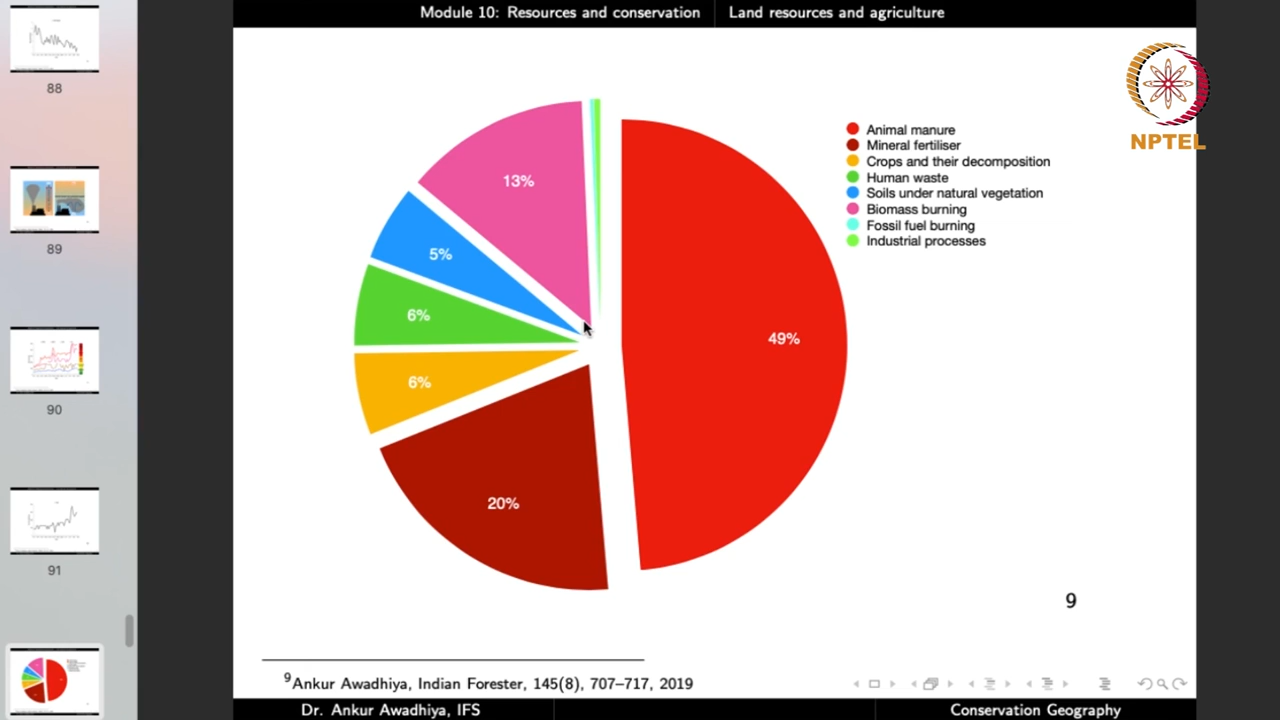 Module 10: Resources and conservation Land resources and agriculture
NPTEL
Animal manure
Mineral fertiliser
Crops and their decomposition
Human waste
Soils under natural vegetation
Biomass burning
Fossil fuel burning
Industrial processes
13%
5%
6%
49%
6%
20%
9
9Ankur Awadhiya, Indian Forester, 145(8), 707–717, 2019
Dr. Ankur Awadhiya, IFS Conservation Geography
88
89
90
91